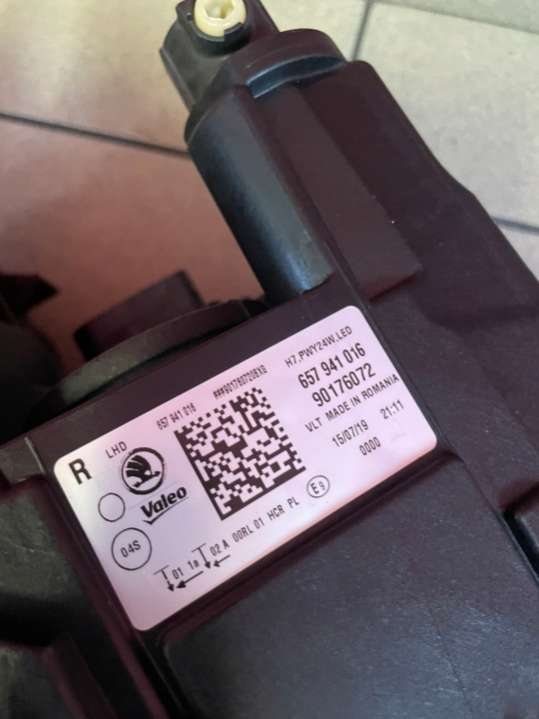 R
LHD
657 941 016
###9017607206XG
H7,PWY24W,LED
657 941 016
90176072
VLT MADE IN ROMANIA
15/07/19 21:11
0000
Valeo
04S
01 1a 02 A 00RL 01 HCR PL
E9